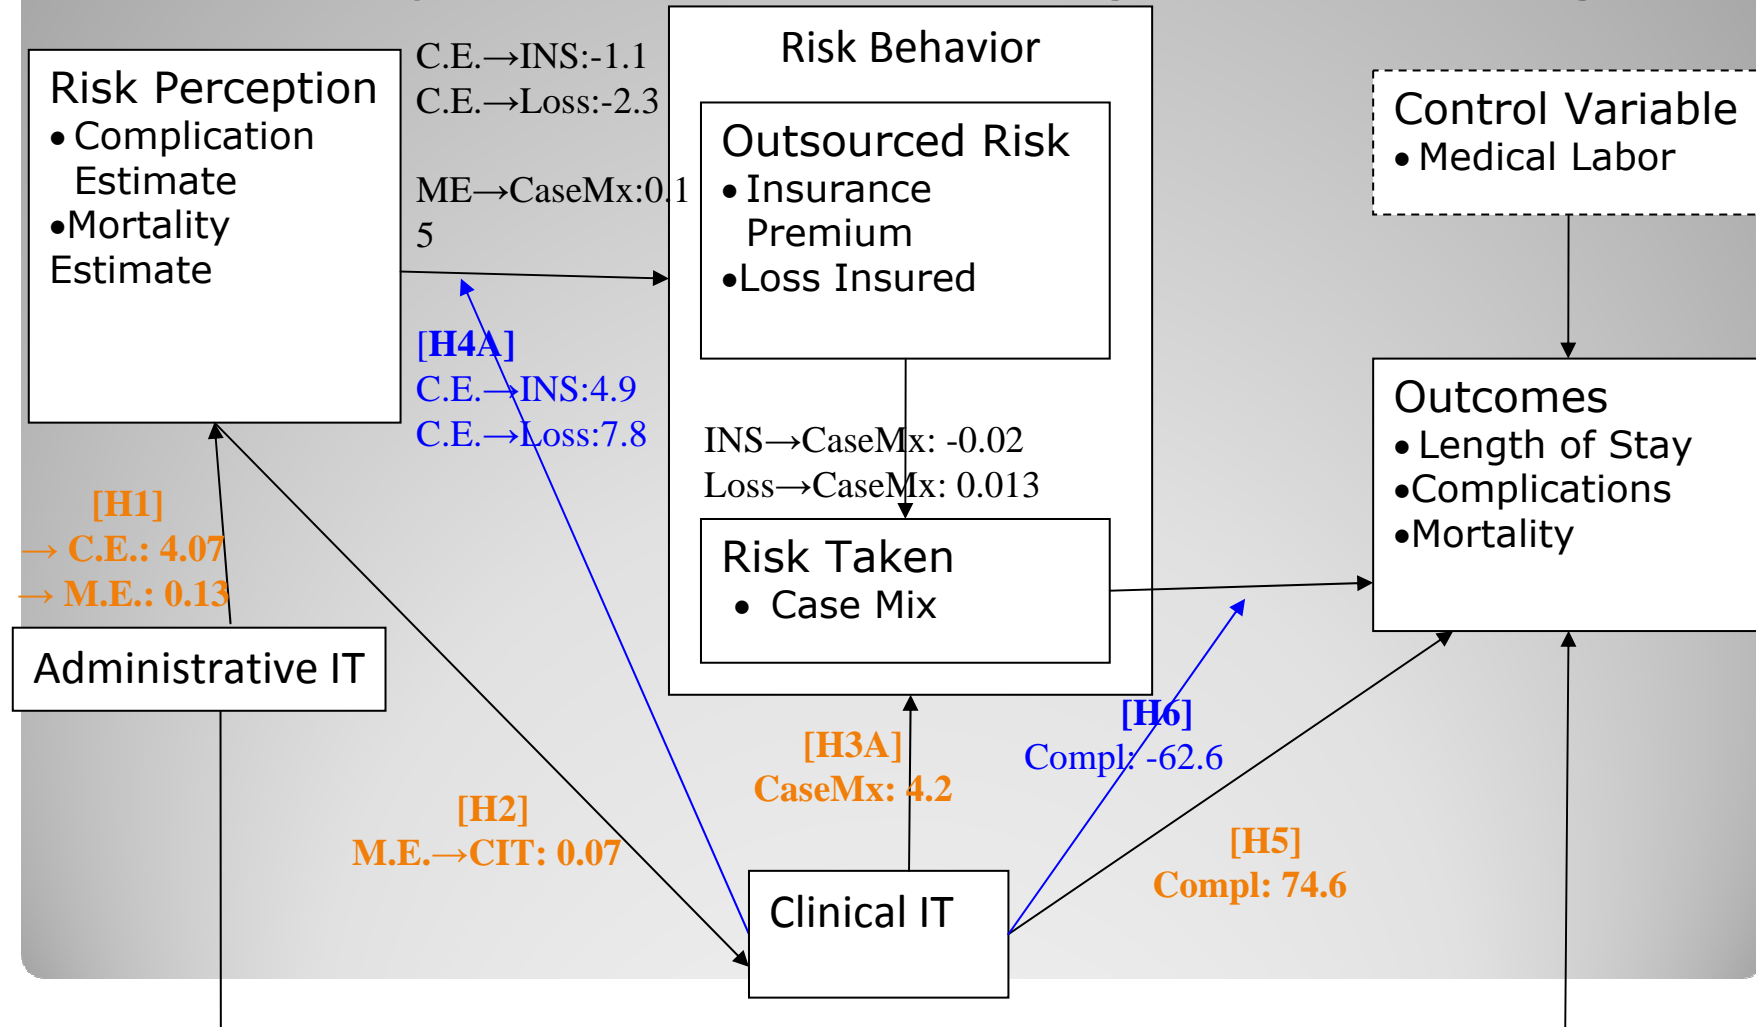 Risk Perception
• Complication
Estimate
•Mortality
Estimate
C.E.→INS:-1.1
C.E.→Loss:-2.3
ME→CaseMx:0.1
5
Risk Behavior
Outsourced Risk
• Insurance
Premium
•Loss Insured
Control Variable
• Medical Labor
[H4A]
C.E.→INS:4.9
C.E.→Loss:7.8
INS→CaseMx: -0.02
Loss→CaseMx: 0.013
Risk Taken
• Case Mix
Outcomes
• Length of Stay
•Complications
•Mortality
[H1]
→ C.E.: 4.07
→ M.E.: 0.13
Administrative IT
[H2]
M.E.→CIT: 0.07
[H3A]
CaseMx: 4.2
[H6]
Compl: -62.6
[H5]
Compl: 74.6
Clinical IT